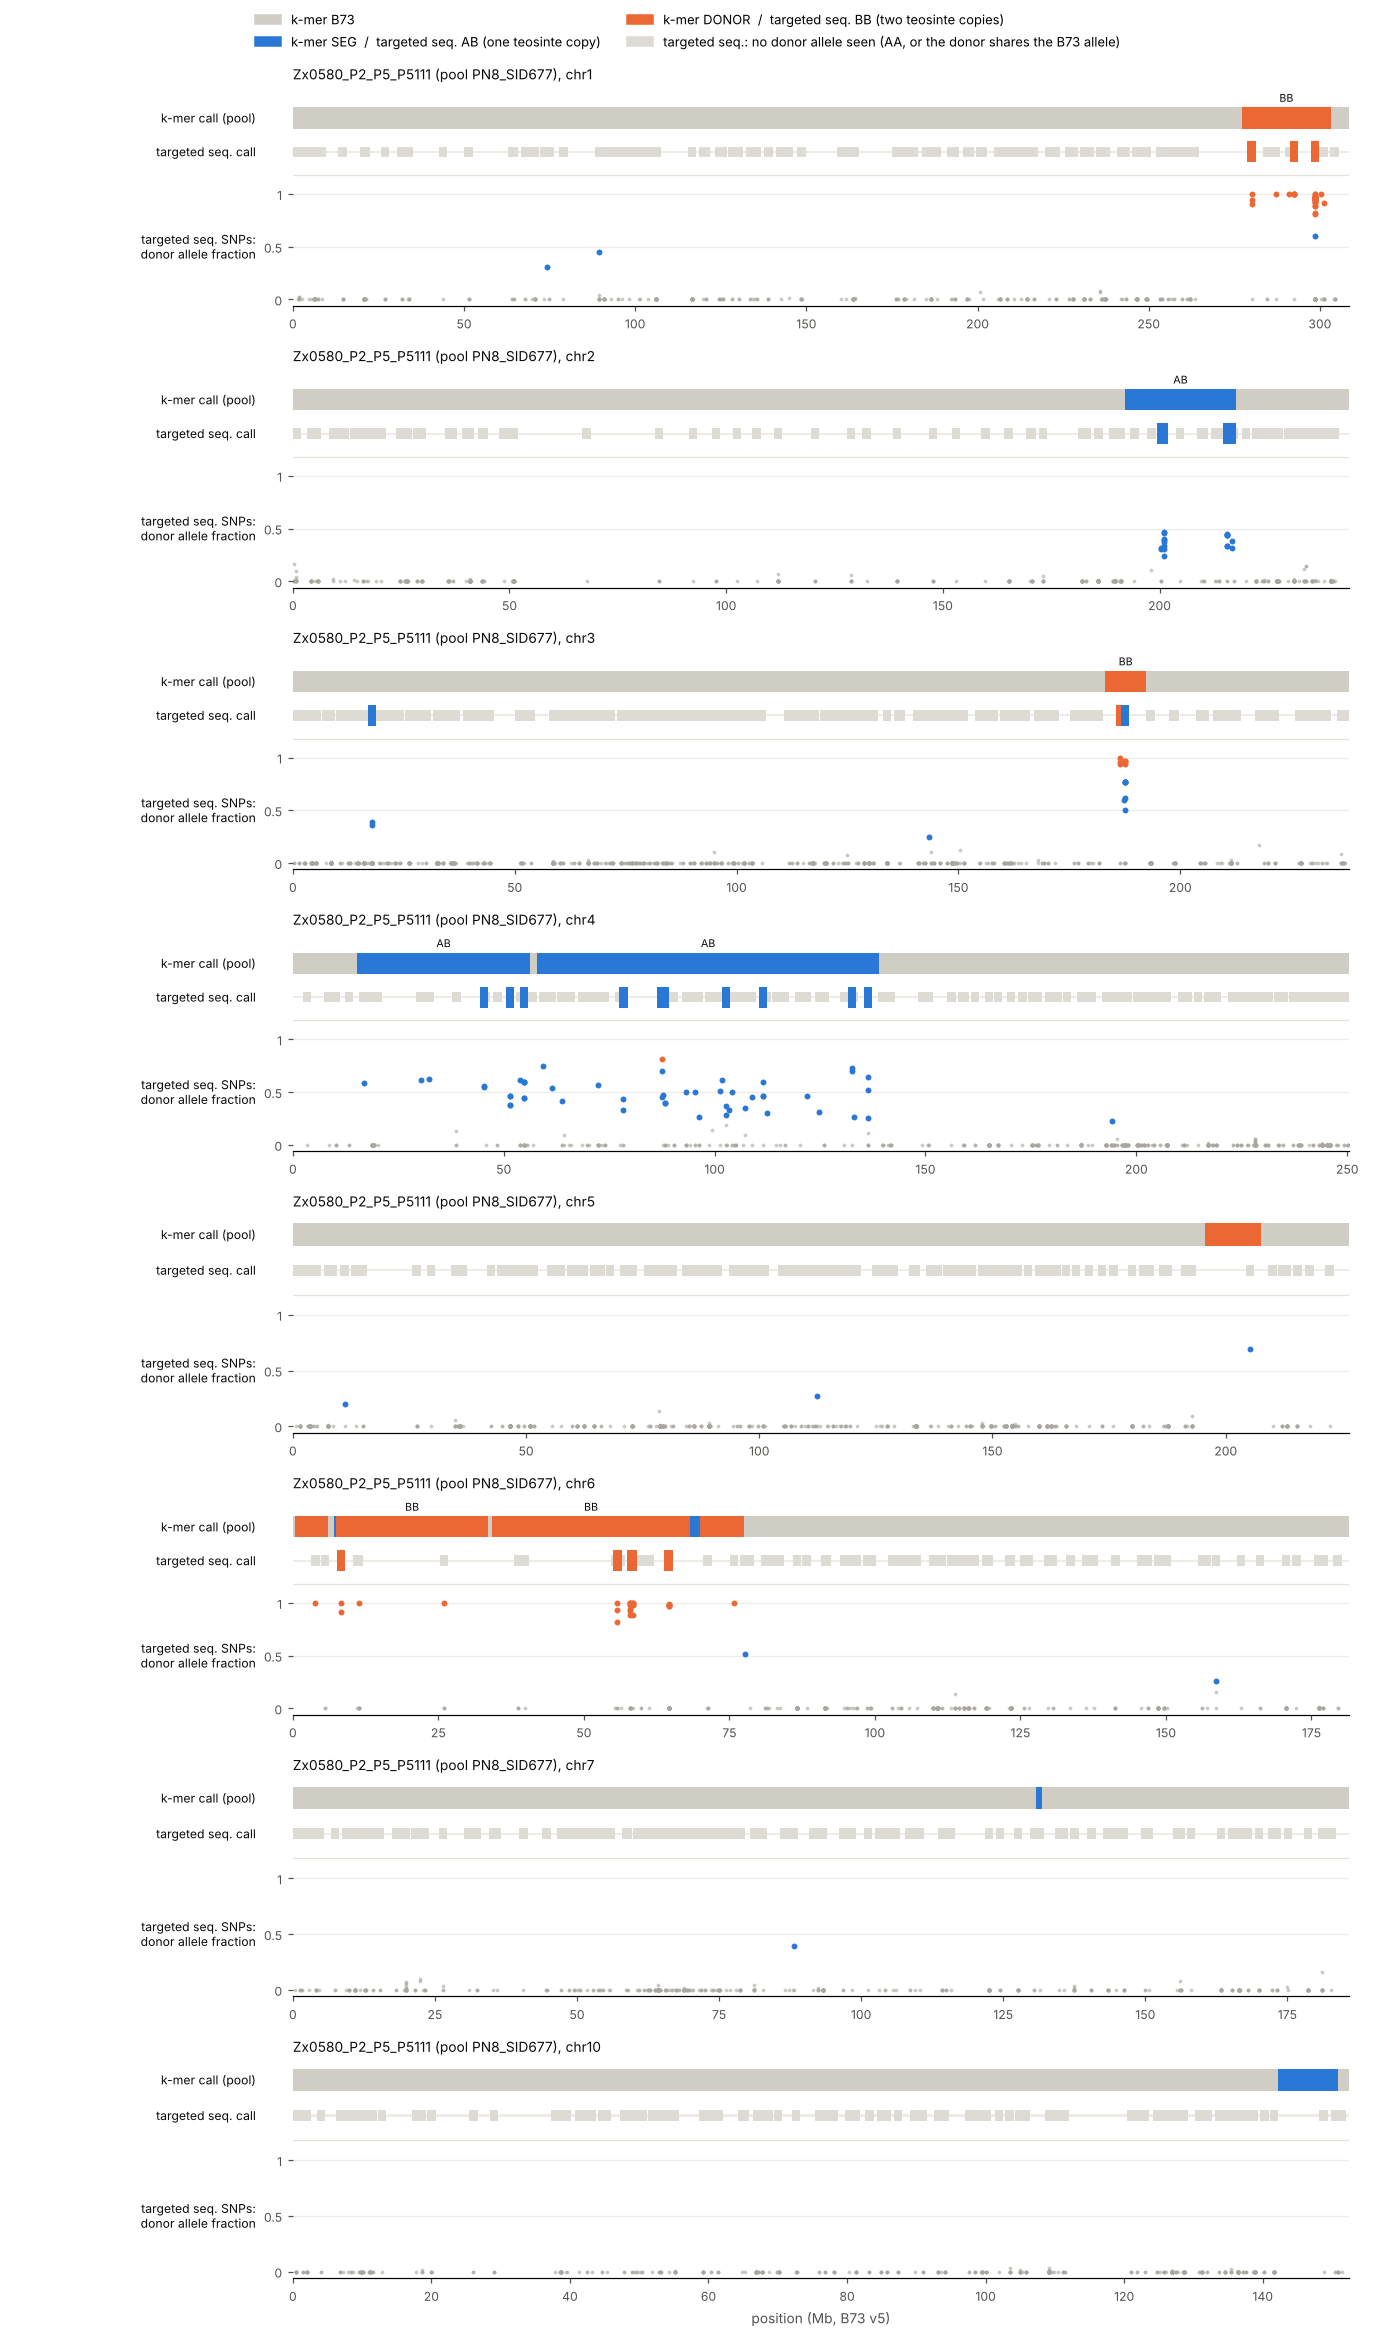 k-mer B73
k-mer DONOR / targeted seq. BB (two teosinte copies)
k-mer SEG / targeted seq. AB (one teosinte copy)
targeted seq.: no donor allele seen (AA, or the donor shares the B73 allele)
Zx0580_P2_P5_P5111 (pool PN8_SID677), chr1
BB
k-mer call (pool)
targeted seq. call
1
targeted seq. SNPs:
donor allele fraction
0.5
0
0 50 100 150 200 250 300
Zx0580_P2_P5_P5111 (pool PN8_SID677), chr2
AB
k-mer call (pool)
targeted seq. call
1
targeted seq. SNPs:
donor allele fraction
0.5
0
0 50 100 150 200
Zx0580_P2_P5_P5111 (pool PN8_SID677), chr3
BB
k-mer call (pool)
targeted seq. call
1
targeted seq. SNPs:
donor allele fraction
0.5
0
0 50 100 150 200
Zx0580_P2_P5_P5111 (pool PN8_SID677), chr4
AB AB
k-mer call (pool)
targeted seq. call
1
targeted seq. SNPs:
donor allele fraction
0.5
0
0 50 100 150 200 250
Zx0580_P2_P5_P5111 (pool PN8_SID677), chr5
k-mer call (pool)
targeted seq. call
1
targeted seq. SNPs:
donor allele fraction
0.5
0
0 50 100 150 200
Zx0580_P2_P5_P5111 (pool PN8_SID677), chr6
BB BB
k-mer call (pool)
targeted seq. call
1
targeted seq. SNPs:
donor allele fraction
0.5
0
0 25 50 75 100 125 150 175
Zx0580_P2_P5_P5111 (pool PN8_SID677), chr7
k-mer call (pool)
targeted seq. call
1
targeted seq. SNPs:
donor allele fraction
0.5
0
0 25 50 75 100 125 150 175
Zx0580_P2_P5_P5111 (pool PN8_SID677), chr10
k-mer call (pool)
targeted seq. call
1
targeted seq. SNPs:
donor allele fraction
0.5
0
0 20 40 60 80 100 120 140
position (Mb, B73 v5)